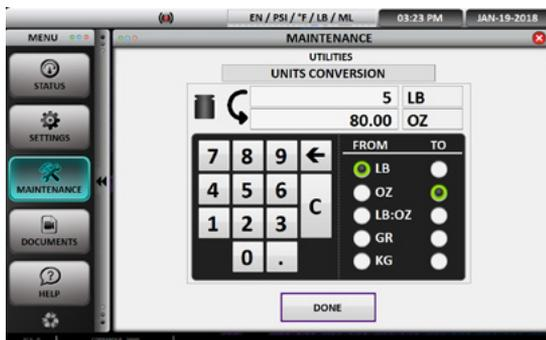 EN / PSI / °F / LB / ML 03:23 PM JAN-19-2018
MENU
MAINTENANCE
UTILITIES
UNITS CONVERSION
STATUS
SETTINGS
MAINTENANCE
DOCUMENTS
HELP
5 LB
80.00 OZ
7 8 9 ←
4 5 6 C
1 2 3
0 .
FROM TO
LB
OZ
LB:OZ
GR
KG
DONE